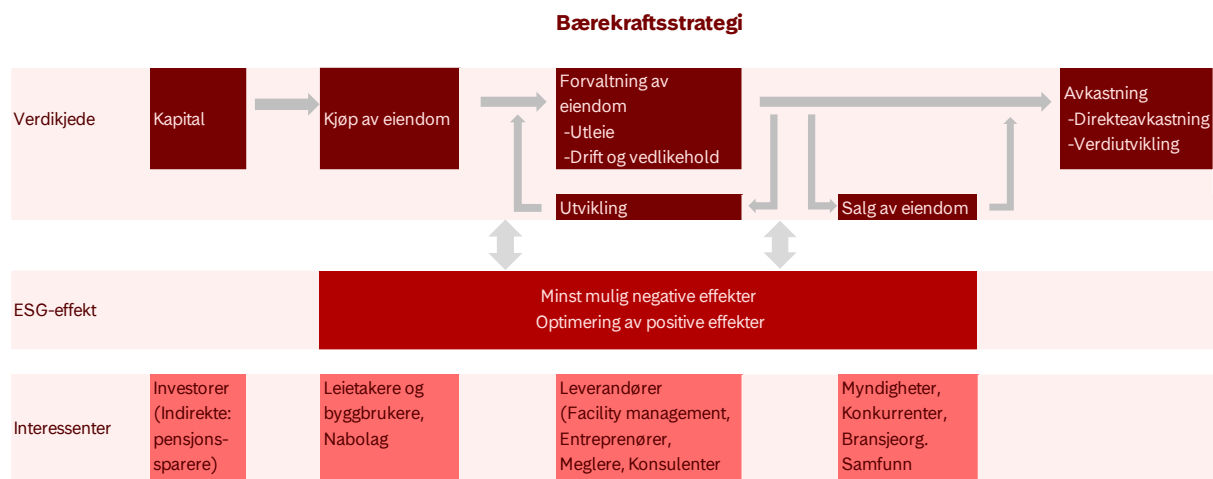 Bærekraftsstrategi
Verdikjede
Kapital
Kjøp av eiendom
Forvaltning av
eiendom
-Utleie
-Drift og vedlikehold
Avkastning
-Direkteavkastning
-Verdiutvikling
Utvikling
Salg av eiendom
ESG-effekt
Minst mulig negative effekter
Optimering av positive effekter
Interessenter
Investorer
(Indirekte:
pensjons-
sparere)
Leietakere og
byggbrukere,
Nabolag
Leverandører
(Facility management,
Entreprenører,
Meglere, Konsulenter
Myndigheter,
Konkurrenter,
Bransjeorg.
Samfunn